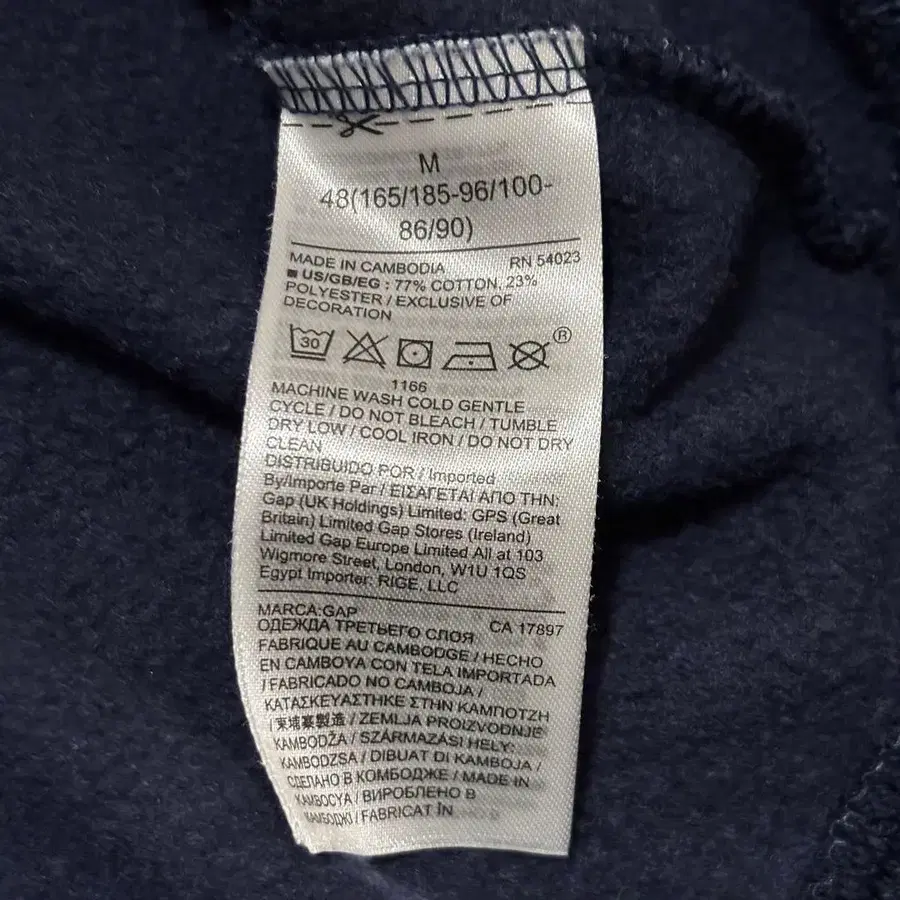 M
48(165/185-96/100-
86/90)
MADE IN CAMBODIA RN 54023
US/GB/EG : 77% COTTON, 23%
POLYESTER / EXCLUSIVE OF
DECORATION
30 ®
1166
MACHINE WASH COLD GENTLE
CYCLE / DO NOT BLEACH / TUMBLE
DRY LOW / COOL IRON / DO NOT DRY
CLEAN
DISTRIBUIDO POR / Imported
By/Importe Par / ΕΙΣΑΓΕΤΑΙ ΑΠΟ ΤΗΝ:
Gap (UK Holdings) Limited: GPS (Great
Britain) Limited Gap Stores (Ireland)
Limited Gap Europe Limited All at 103
Wigmore Street, London, W1U 1QS
Egypt Importer: RIGE, LLC
MARCA:GAP CA 17897
ОДЕЖДА ТРЕТЬЕГО СЛОЯ
FABRIQUE AU CAMBODGE / HECHO
EN CAMBOYA CON TELA IMPORTADA
/ FABRICADO NO CAMBOJA /
ΚΑΤΑΣΚΕΥΑΣΤΗΚΕ ΣΤΗΝ ΚΑΜΠΟΤΖΗ
/ 柬埔寨製造 / ZEMLJA PROIZVODNJE
KAMBODŽA / SZÁRMAZÁSI HELY:
KAMBODZSA / DIBUAT DI KAMBOJA /
СДЕЛАНО В КОМБОДЖЕ / MADE IN
KAMBOCYA / ВИРОБЛЕНО В
КАМБОДЖІ / FABRICAT ÎN